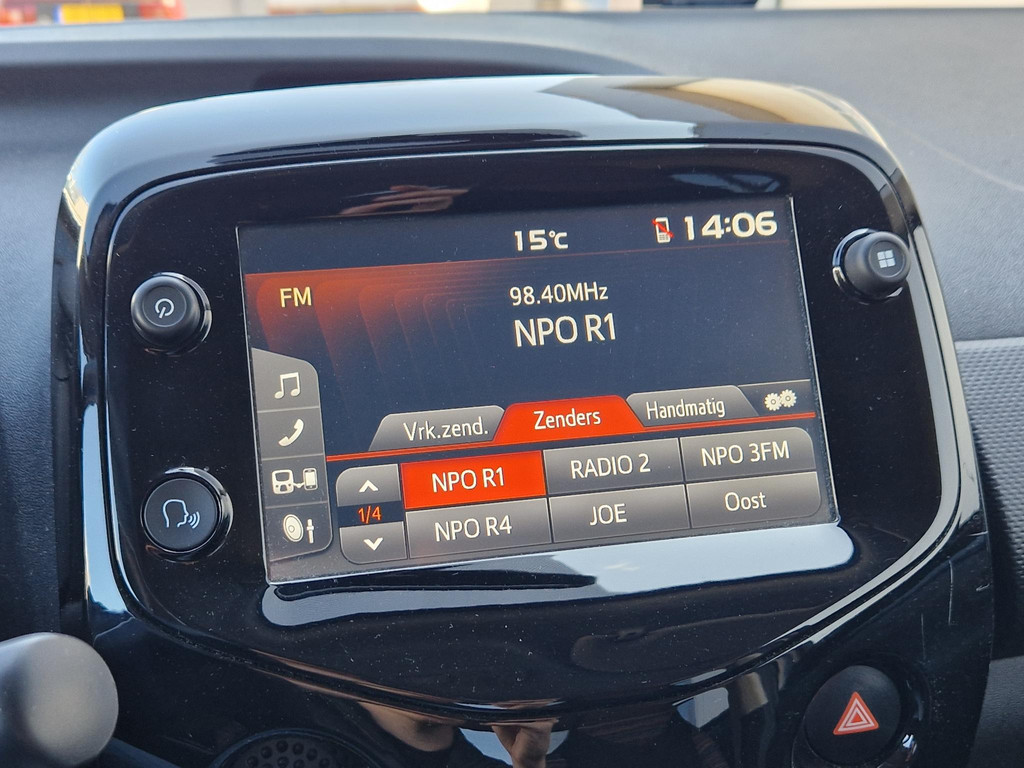 15°C 14:06
FM
98.40MHz
NPO R1
Vrk.zend. Zenders Handmatig
NPO R1 RADIO 2 NPO 3FM
1/4
NPO R4 JOE Oost